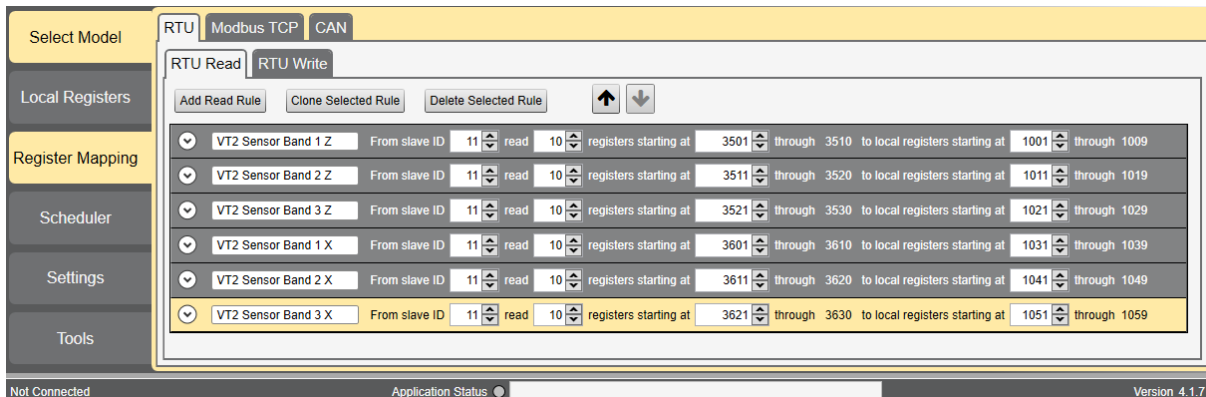 Select Model
Local Registers
Register Mapping
Scheduler
Settings
Tools
RTU Modbus TCP CAN
RTU Read RTU Write
Add Read Rule Clone Selected Rule Delete Selected Rule
VT2 Sensor Band 1 Z From slave ID 11 read 10 registers starting at 3501 through 3510 to local registers starting at 1001 through 1009
VT2 Sensor Band 2 Z From slave ID 11 read 10 registers starting at 3511 through 3520 to local registers starting at 1011 through 1019
VT2 Sensor Band 3 Z From slave ID 11 read 10 registers starting at 3521 through 3530 to local registers starting at 1021 through 1029
VT2 Sensor Band 1 X From slave ID 11 read 10 registers starting at 3601 through 3610 to local registers starting at 1031 through 1039
VT2 Sensor Band 2 X From slave ID 11 read 10 registers starting at 3611 through 3620 to local registers starting at 1041 through 1049
VT2 Sensor Band 3 X From slave ID 11 read 10 registers starting at 3621 through 3630 to local registers starting at 1051 through 1059
Not Connected Application Status Version 4.1.7